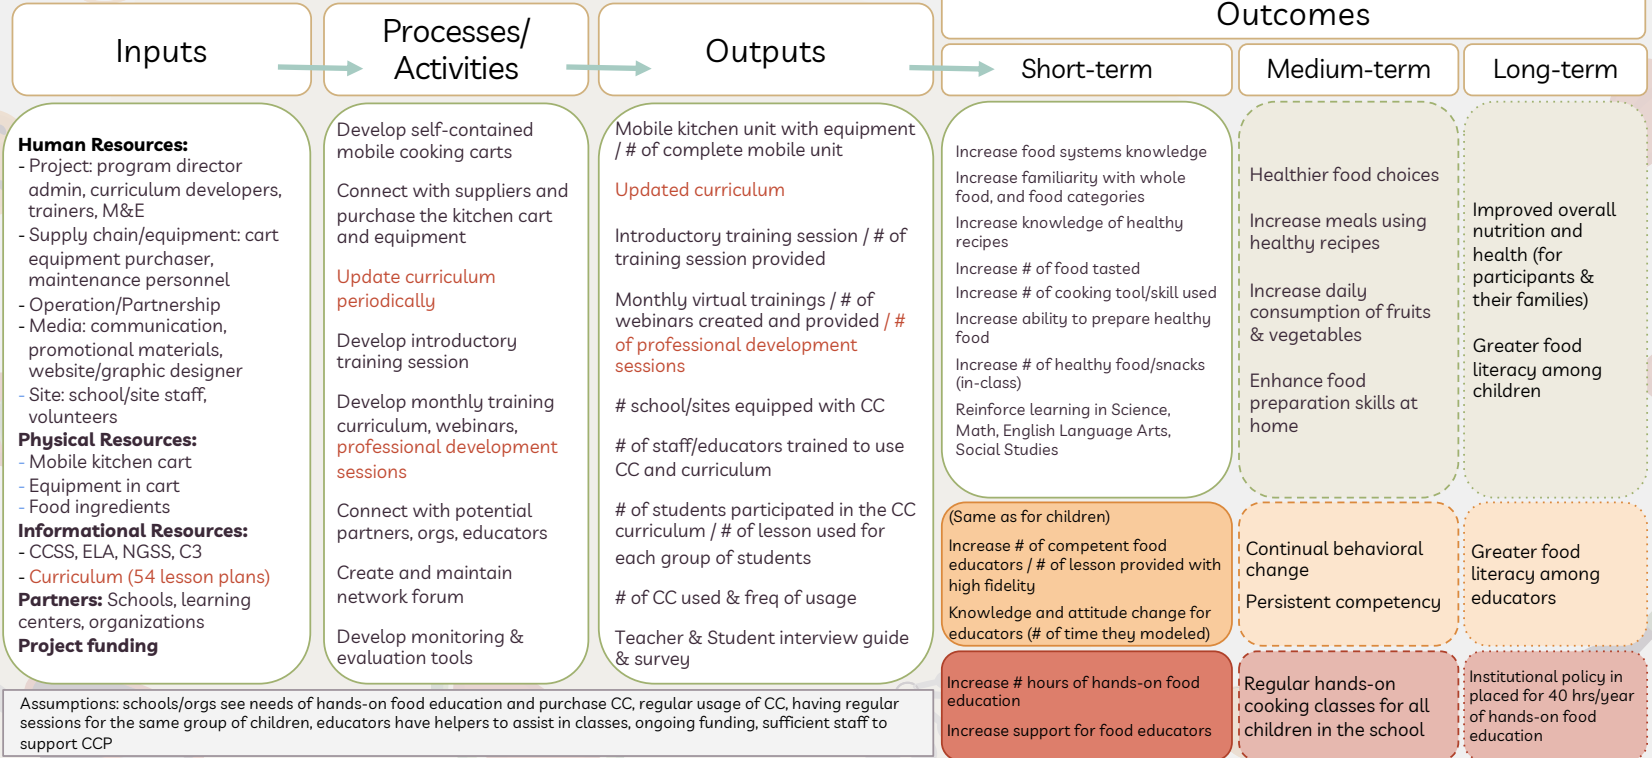 Inputs
Processes/
Activities
Outputs
Outcomes
Short-term
Medium-term
Long-term
Human Resources:
- Project: program director
admin, curriculum developers,
trainers, M&E
- Supply chain/equipment: cart
equipment purchaser,
maintenance personnel
- Operation/Partnership
- Media: communication,
promotional materials,
website/graphic designer
- Site: school/site staff,
volunteers
Physical Resources:
- Mobile kitchen cart
- Equipment in cart
- Food ingredients
Informational Resources:
- CCSS, ELA, NGSS, C3
- Curriculum (54 lesson plans)
Partners: Schools, learning
centers, organizations
Project funding
Develop self-contained
mobile cooking carts
Connect with suppliers and
purchase the kitchen cart
and equipment
Update curriculum
periodically
Develop introductory
training session
Develop monthly training
curriculum, webinars,
professional development
sessions
Connect with potential
partners, orgs, educators
Create and maintain
network forum
Develop monitoring &
evaluation tools
Mobile kitchen unit with equipment
/ # of complete mobile unit
Updated curriculum
Introductory training session / # of
training session provided
Monthly virtual trainings / # of
webinars created and provided / #
of professional development
sessions
# school/sites equipped with CC
# of staff/educators trained to use
CC and curriculum
# of students participated in the CC
curriculum / # of lesson used for
each group of students
# of CC used & freq of usage
Teacher & Student interview guide
& survey
Increase food systems knowledge
Increase familiarity with whole
food, and food categories
Increase knowledge of healthy
recipes
Increase # of food tasted
Increase # of cooking tool/skill used
Increase ability to prepare healthy
food
Increase # of healthy food/snacks
(in-class)
Reinforce learning in Science,
Math, English Language Arts,
Social Studies
Healthier food choices
Increase meals using
healthy recipes
Increase daily
consumption of fruits
& vegetables
Enhance food
preparation skills at
home
Improved overall
nutrition and
health (for
participants &
their families)
Greater food
literacy among
children
(Same as for children)
Increase # of competent food
educators / # of lesson provided with
high fidelity
Knowledge and attitude change for
educators (# of time they modeled)
Continual behavioral
change
Persistent competency
Greater food
literacy among
educators
Increase # hours of hands-on food
education
Increase support for food educators
Regular hands-on
cooking classes for all
children in the school
Institutional policy in
placed for 40 hrs/year
of hands-on food
education
Assumptions: schools/orgs see needs of hands-on food education and purchase CC, regular usage of CC, having regular
sessions for the same group of children, educators have helpers to assist in classes, ongoing funding, sufficient staff to
support CCP